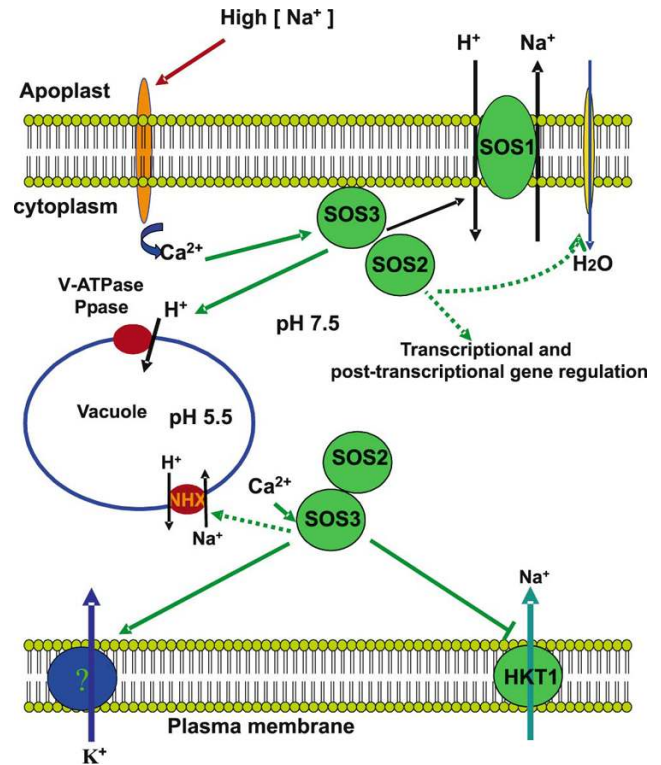 High [ Na⁺ ]
H⁺
Na⁺
Apoplast
SOS1
cytoplasm
SOS3
Ca²⁺
SOS2
H₂O
V-ATPase
Ppase
H⁺
pH 7.5
Transcriptional and
post-transcriptional gene regulation
Vacuole
pH 5.5
SOS2
H⁺
Ca²⁺
NHX
SOS3
Na⁺
Na⁺
?
HKT1
Plasma membrane
K⁺